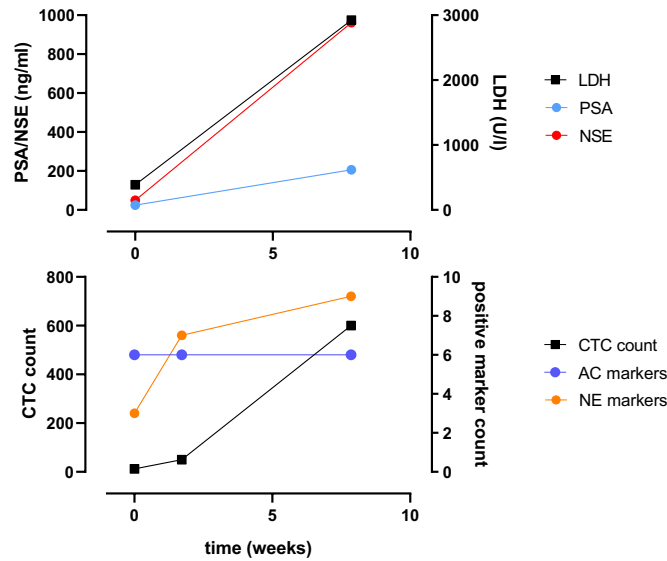 PSA/NSE (ng/ml)
1000
800
600
400
200
0
3000
2000
1000
0
LDH (U/l)
0
5
10
LDH
PSA
NSE
CTC count
800
600
400
200
0
10
8
6
4
2
0
positive marker count
0
5
10
time (weeks)
CTC count
AC markers
NE markers